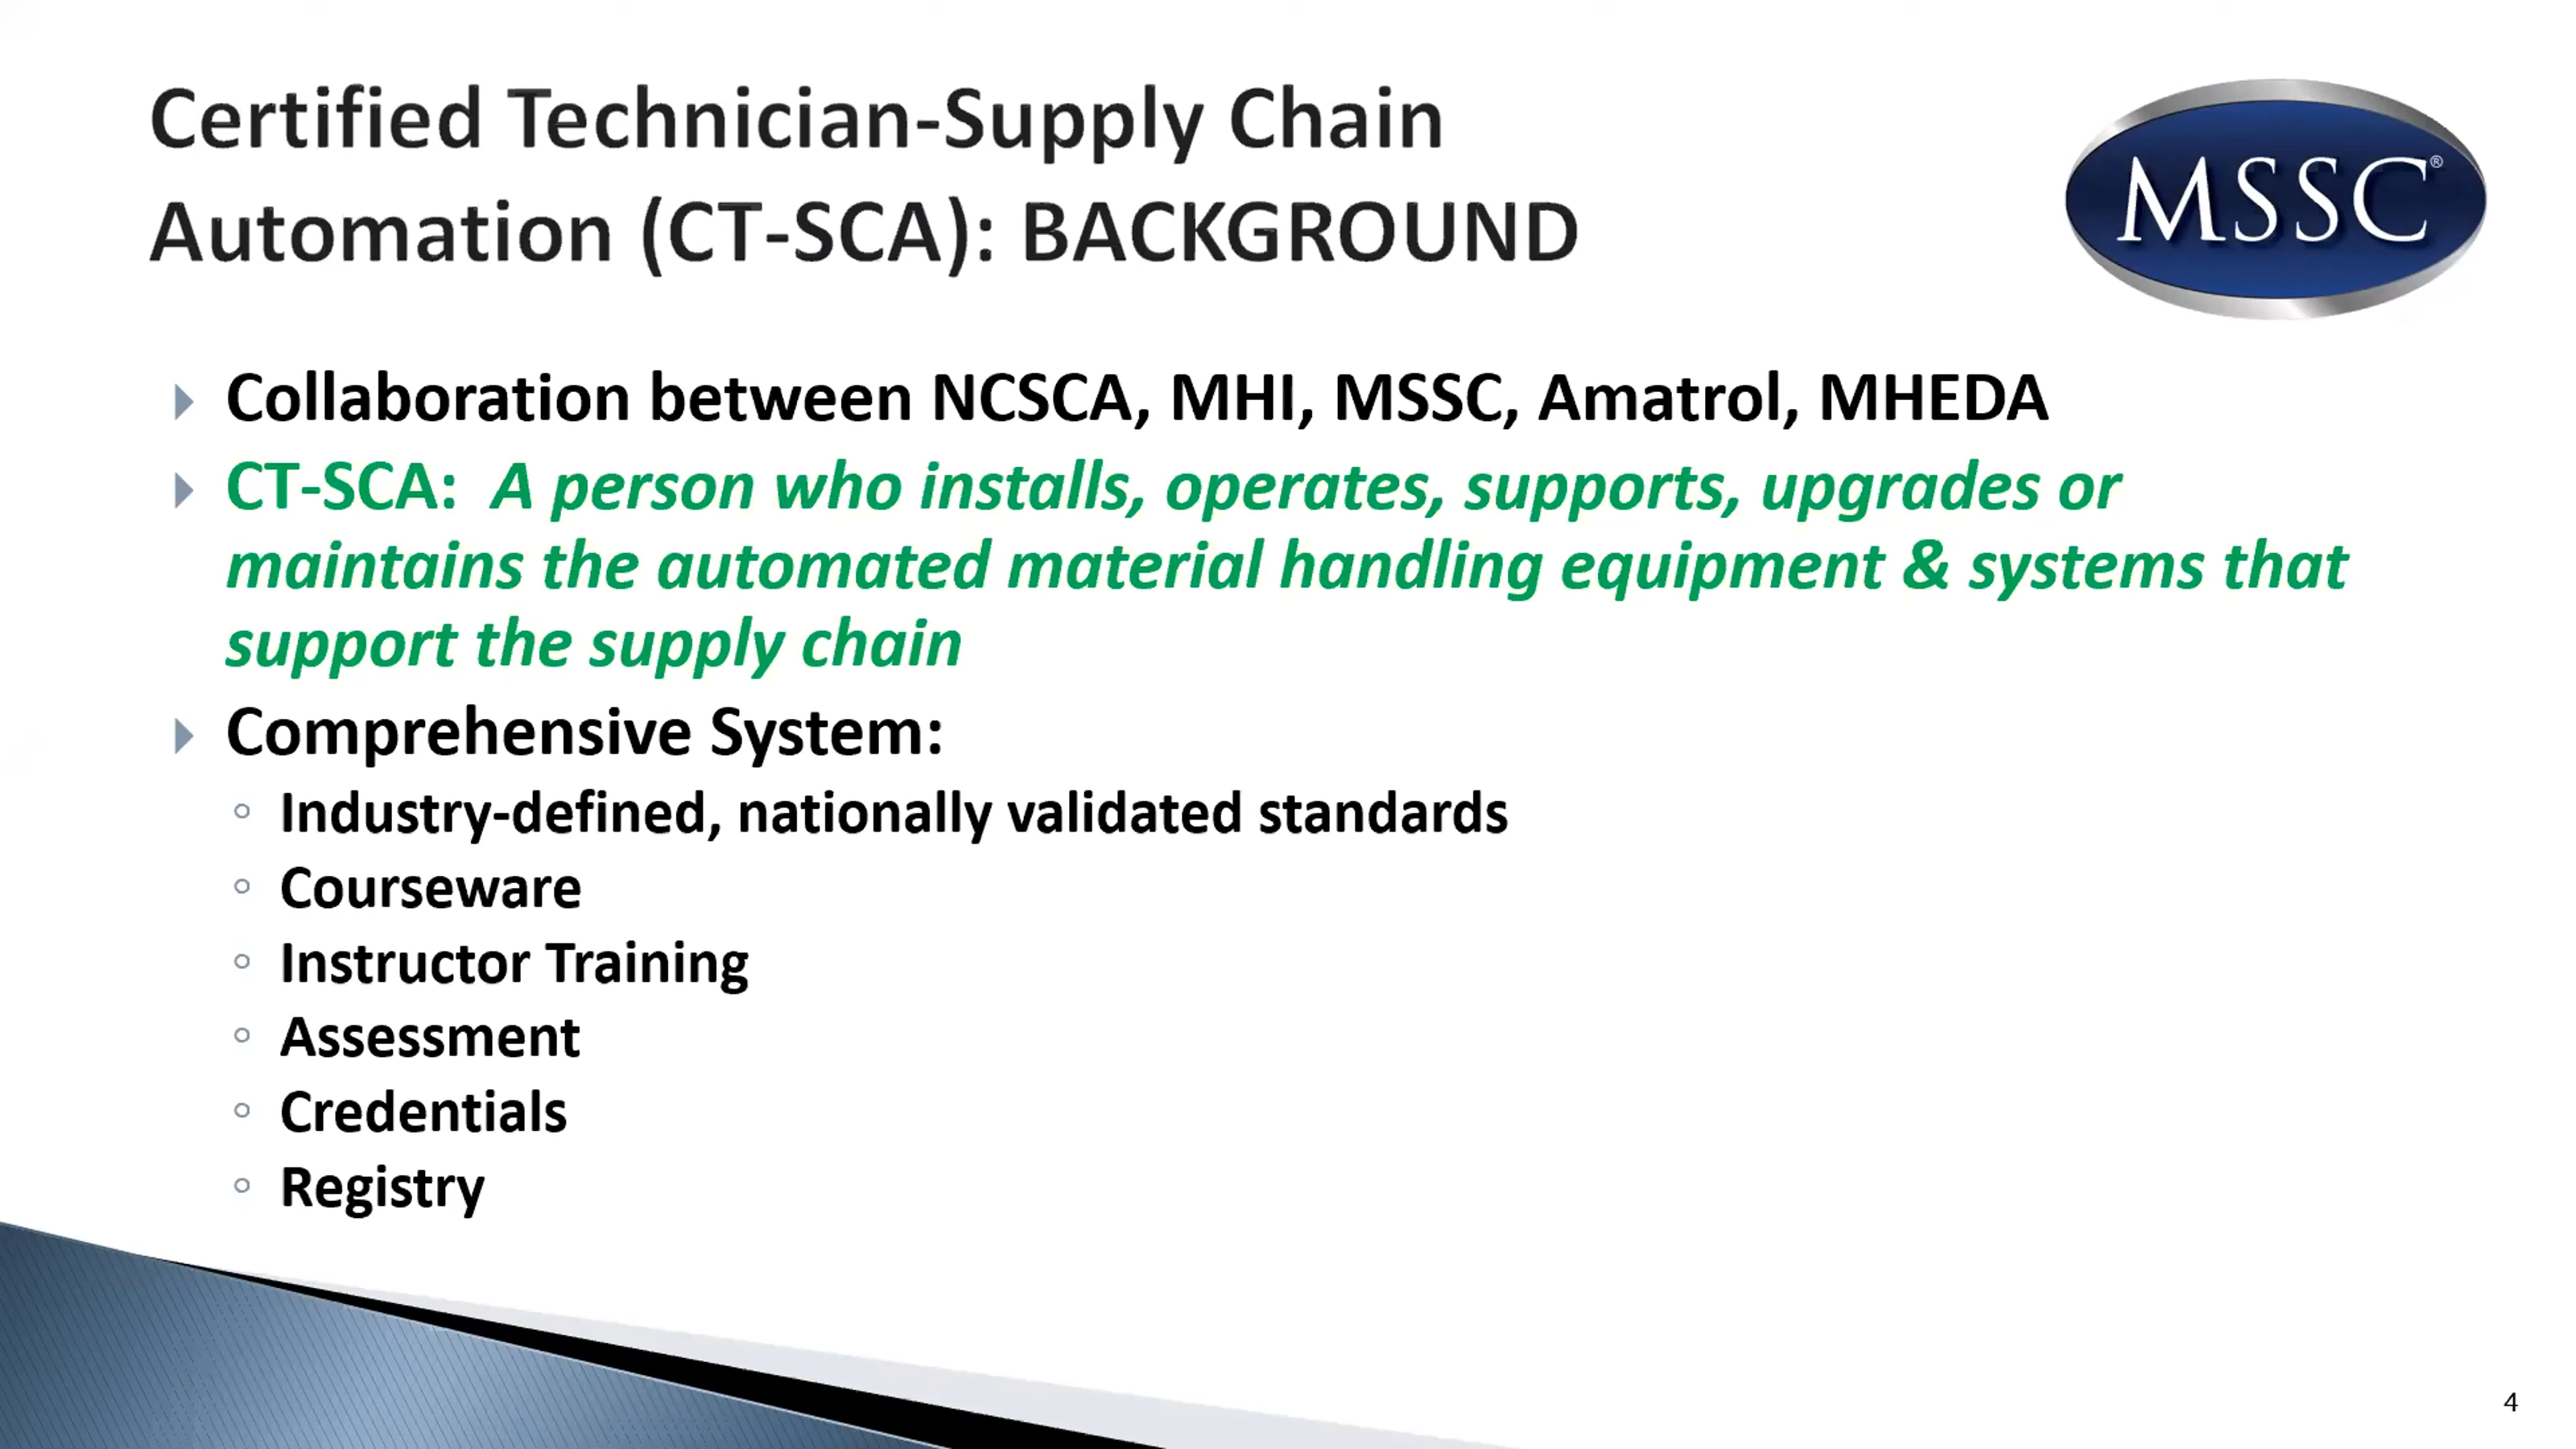 Certified Technician-Supply Chain
Automation (CT-SCA): BACKGROUND
MSSC®
Collaboration between NCSCA, MHI, MSSC, Amatrol, MHEDA
CT-SCA: A person who installs, operates, supports, upgrades or
maintains the automated material handling equipment & systems that
support the supply chain
Comprehensive System:
Industry-defined, nationally validated standards
Courseware
Instructor Training
Assessment
Credentials
Registry
4